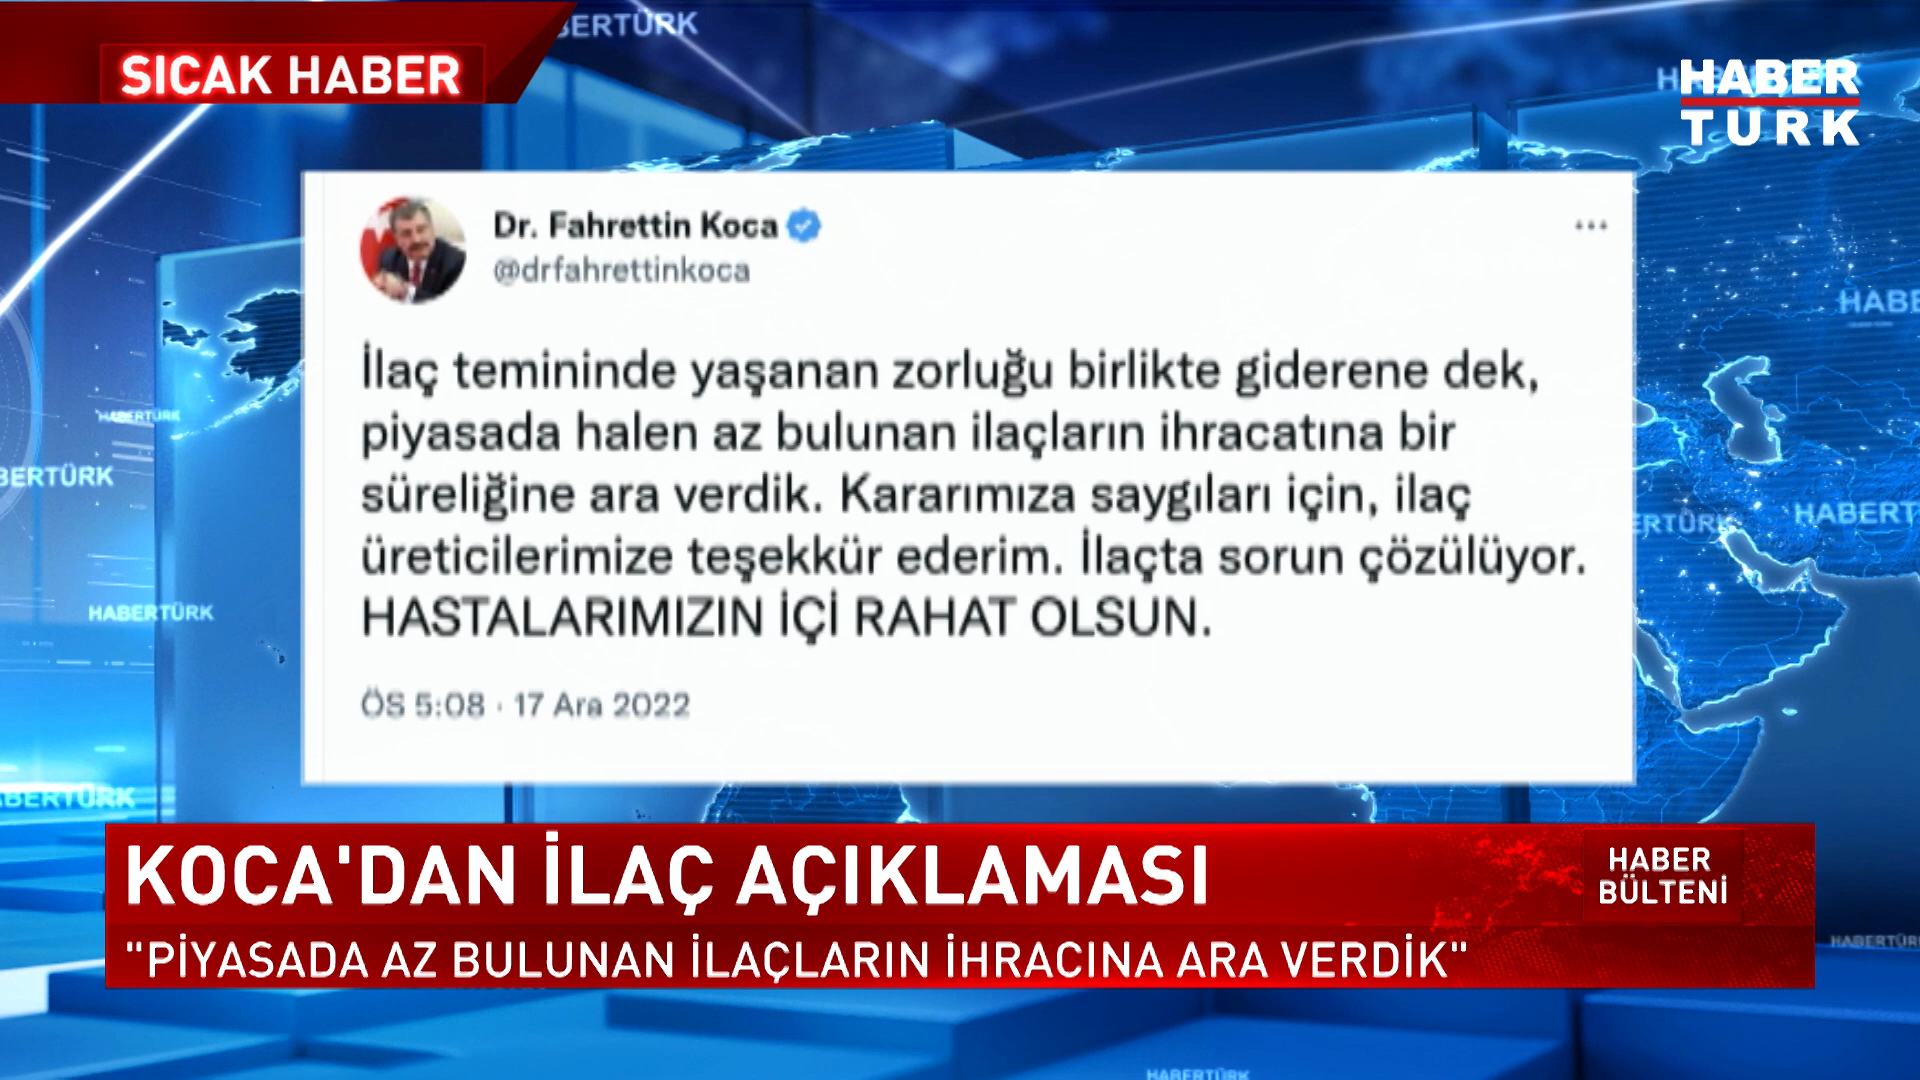 SICAK HABER
HABER
TURK
Dr. Fahrettin Koca
@drfahrettinkoca
İlaç temininde yaşanan zorluğu birlikte giderene dek,
piyasada halen az bulunan ilaçların ihracatına bir
süreliğine ara verdik. Kararımıza saygıları için, ilaç
üreticilerimize teşekkür ederim. İlaçta sorun çözülüyor.
HASTALARIMIZIN İÇİ RAHAT OLSUN.
ÖS 5:08 · 17 Ara 2022
KOCA'DAN İLAÇ AÇIKLAMASI
HABER
BÜLTENİ
"PİYASADA AZ BULUNAN İLAÇLARIN İHRACINA ARA VERDİK"
HABERTÜRK
HABERTÜRK